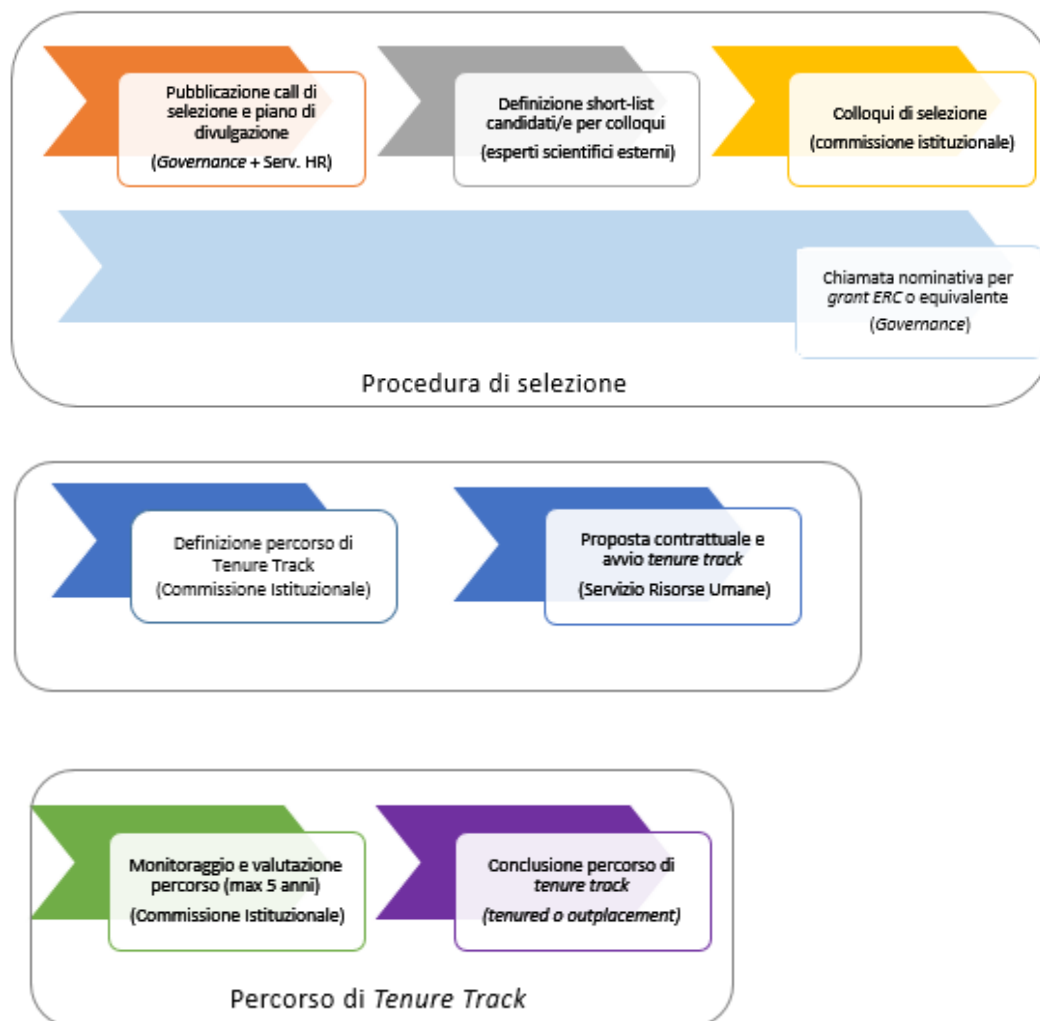 Pubblicazione call di
selezione e piano di
divulgazione
(Governance + Serv. HR)
Definizione short-list
candidati/e per colloqui
(esperti scientifici esterni)
Colloqui di selezione
(commissione istituzionale)
Chiamata nominativa per
grant ERC o equivalente
(Governance)
Procedura di selezione
Definizione percorso di
Tenure Track
(Commissione Istituzionale)
Proposta contrattuale e
avvio tenure track
(Servizio Risorse Umane)
Monitoraggio e valutazione
percorso (max 5 anni)
(Commissione Istituzionale)
Conclusione percorso di
tenure track
(tenured o outplacement)
Percorso di Tenure Track